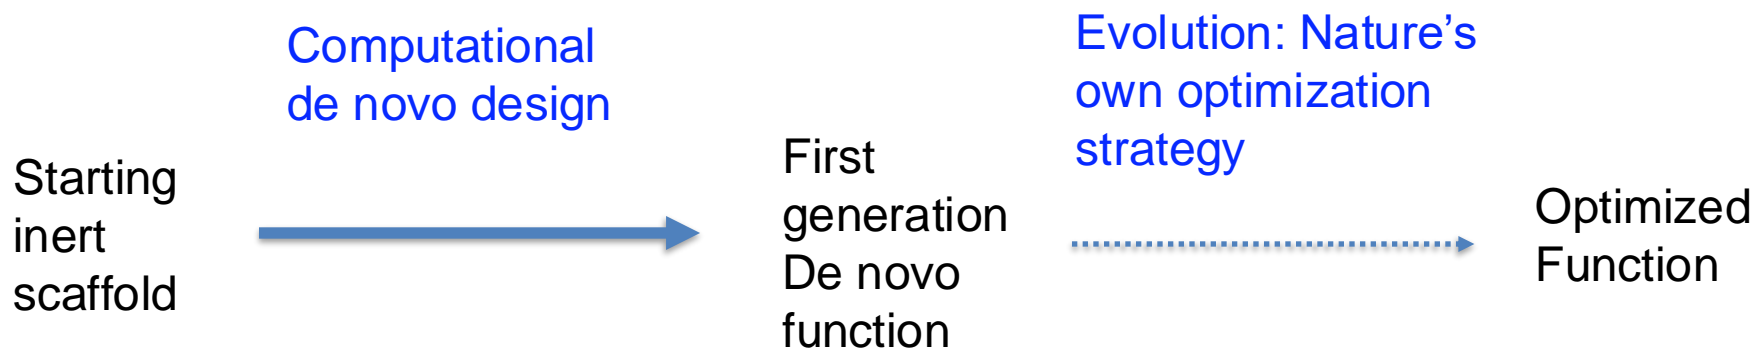 Computational
de novo design
Evolution: Nature’s
own optimization
strategy
Starting
inert
scaffold
First
generation
De novo
function
Optimized
Function